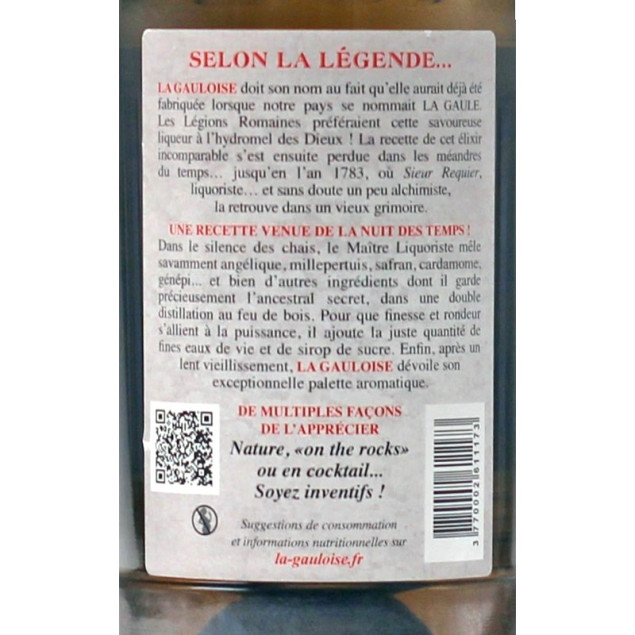 SELON LA LÉGENDE...
LA GAULOISE doit son nom au fait qu'elle aurait déjà été
fabriquée lorsque notre pays se nommait LA GAULE.
Les Légions Romaines préféraient cette savoureuse
liqueur à l'hydromel des Dieux ! La recette de cet élixir
incomparable s'est ensuite perdue dans les méandres
du temps... jusqu'en l'an 1783, où Sieur Requier,
liquoriste... et sans doute un peu alchimiste,
la retrouve dans un vieux grimoire.
UNE RECETTE VENUE DE LA NUIT DES TEMPS !
Dans le silence des chais, le Maître Liquoriste mêle
savamment angélique, millepertuis, safran, cardamome,
génépi... et bien d'autres ingrédients dont il garde
précieusement l'ancestral secret, dans une double
distillation au feu de bois. Pour que finesse et rondeur
s'allient à la puissance, il ajoute la juste quantité de
fines eaux de vie et de sirop de sucre. Enfin, après un
lent vieillissement, LA GAULOISE dévoile son
exceptionnelle palette aromatique.
DE MULTIPLES FAÇONS
DE L'APPRÉCIER
Nature, «on the rocks»
ou en cocktail...
Soyez inventifs !
Suggestions de consommation
et informations nutritionnelles sur
la-gauloise.fr
3 770002 611173